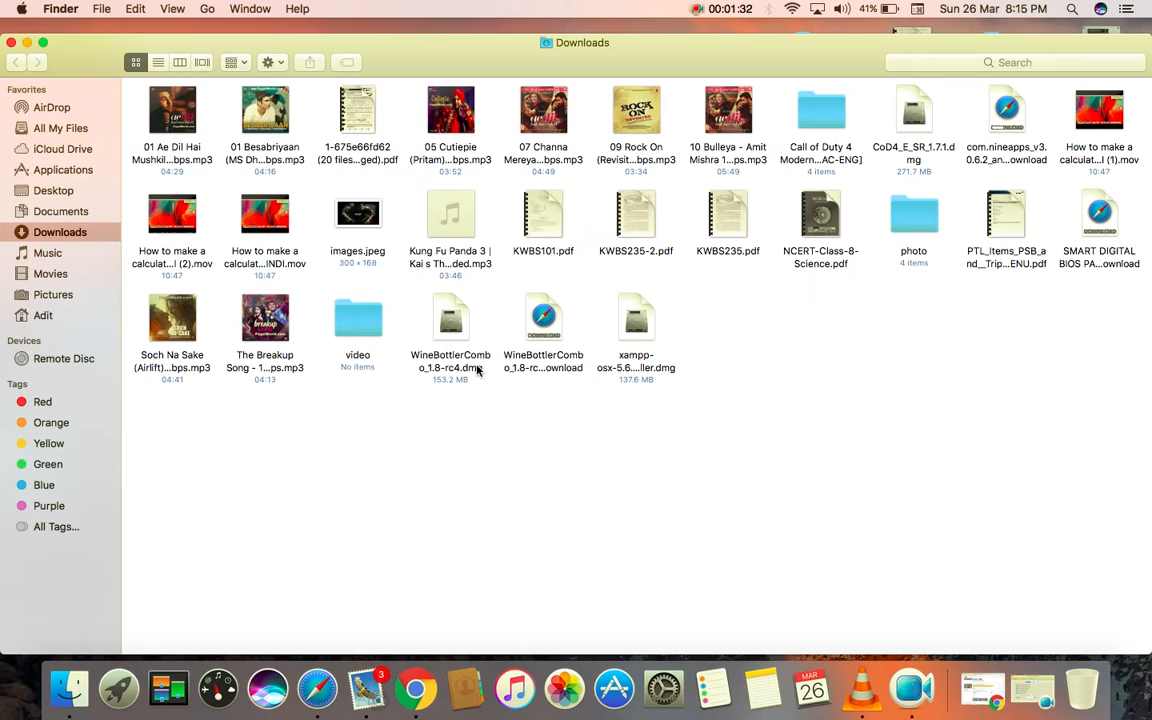 Finder File Edit View Go Window Help 00:01:32 41% Sun 26 Mar 8:15 PM
Downloads
Search
Favorites
AirDrop
All My Files
iCloud Drive
Applications
Desktop
Documents
Downloads
Music
Movies
Pictures
Adit
Devices
Remote Disc
Tags
Red
Orange
Yellow
Green
Blue
Purple
All Tags...
01 Ae Dil Hai
Mushkil...bps.mp3
04:29
01 Besabriyaan
(MS Dh...bps.mp3
04:16
1-675e66fd62
(20 files...ged).pdf
05 Cutiepie
(Pritam)...bps.mp3
03:52
07 Channa
Mereya...bps.mp3
04:49
ROCK
ON
09 Rock On
(Revisit...bps.mp3
03:34
10 Bulleya - Amit
Mishra 1...ps.mp3
05:49
Call of Duty 4
Modern...AC-ENG]
4 items
CoD4_E_SR_1.7.1.d
mg
271.7 MB
com.nineapps_v3.
0.6.2_an...ownload
How to make a
calculat...I (1).mov
10:47
How to make a
calculat...I (2).mov
10:47
How to make a
calculat...INDI.mov
10:47
images.jpeg
300 × 168
Kung Fu Panda 3 |
Kai s Th...ded.mp3
03:46
KWBS101.pdf
KWBS235-2.pdf
KWBS235.pdf
NCERT-Class-8-
Science.pdf
photo
4 items
PTL_Items_PSB_a
nd__Trip...ENU.pdf
DOWNLOAD
SMART DIGITAL
BIOS PA...ownload
Soch Na Sake
(Airlift)...bps.mp3
04:41
breakup
The Breakup
Song - 1...ps.mp3
04:13
video
No items
WineBottlerComb
o_1.8-rc4.dmg
153.2 MB
DOWNLOAD
WineBottlerComb
o_1.8-rc...ownload
xampp-
osx-5.6....ller.dmg
137.6 MB
3
MAR
26